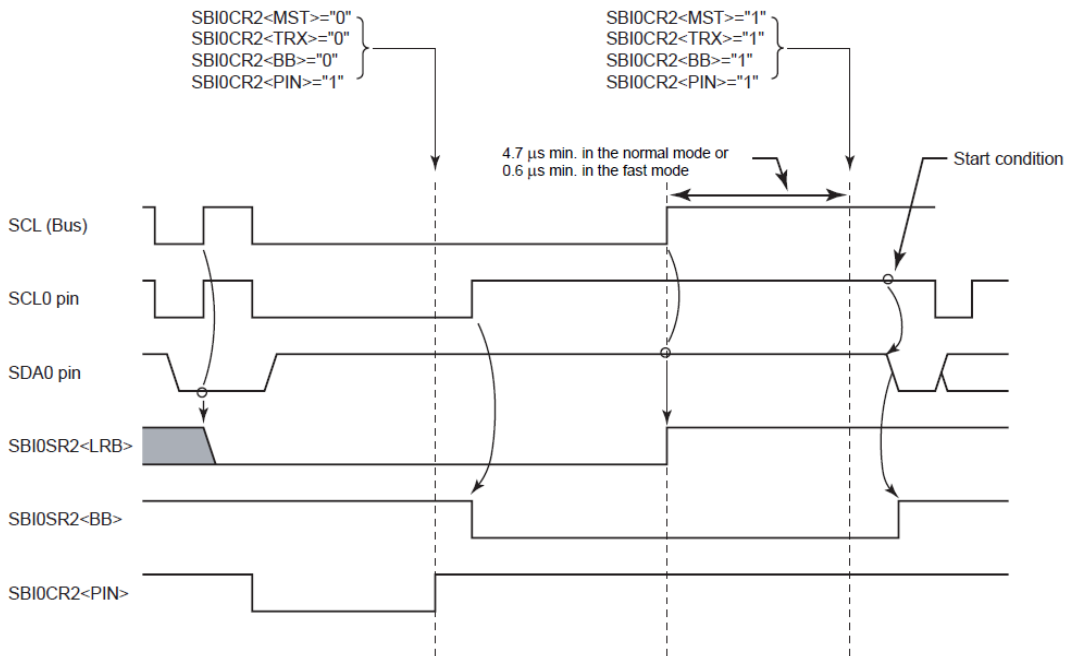 SBI0CR2<MST>="0"
SBI0CR2<TRX>="0"
SBI0CR2<BB>="0"
SBI0CR2<PIN>="1"
SBI0CR2<MST>="1"
SBI0CR2<TRX>="1"
SBI0CR2<BB>="1"
SBI0CR2<PIN>="1"
4.7 μs min. in the normal mode or
0.6 μs min. in the fast mode
Start condition
SCL (Bus)
SCL0 pin
SDA0 pin
SBI0SR2<LRB>
SBI0SR2<BB>
SBI0CR2<PIN>